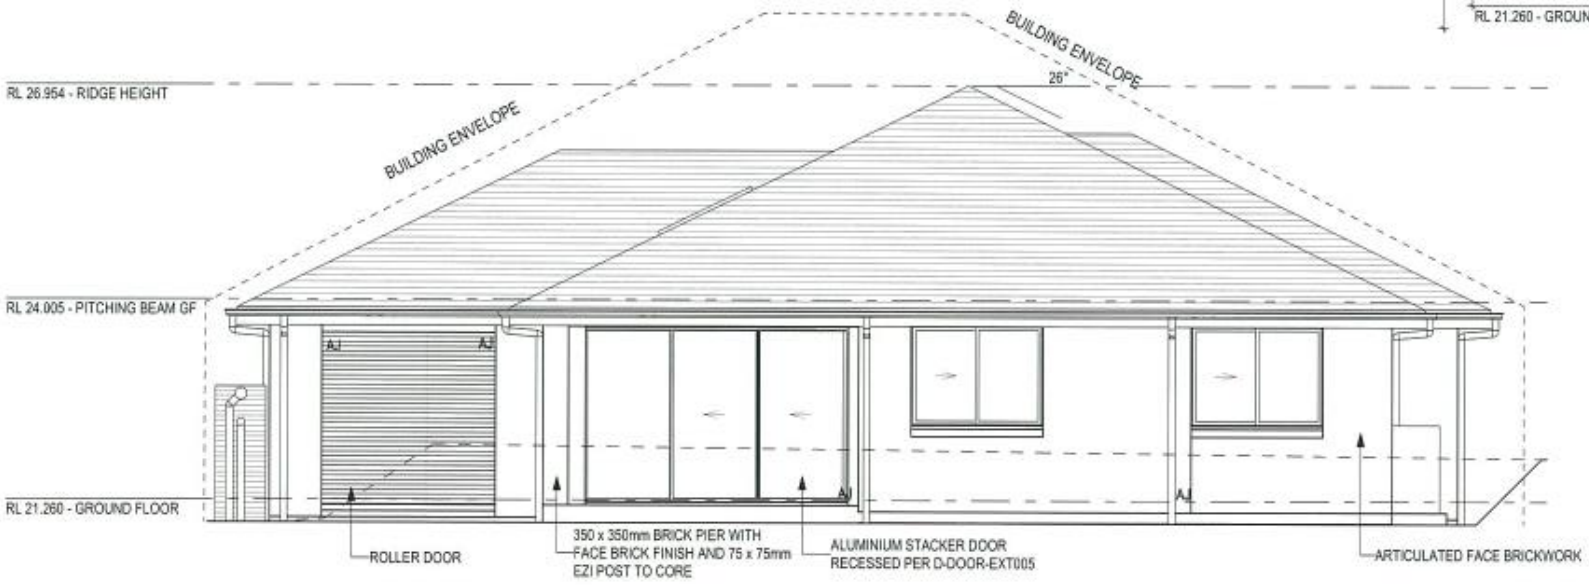 RL 21.260 - GROUN
BUILDING ENVELOPE
26°
RL 26.954 - RIDGE HEIGHT
BUILDING ENVELOPE
RL 24.005 - PITCHING BEAM GF
AJ
AJ
AJ
AJ
RL 21.260 - GROUND FLOOR
ROLLER DOOR
350 x 350mm BRICK PIER WITH
FACE BRICK FINISH AND 75 x 75mm
EZI POST TO CORE
ALUMINIUM STACKER DOOR
RECESSED PER D-DOOR-EXT005
ARTICULATED FACE BRICKWORK